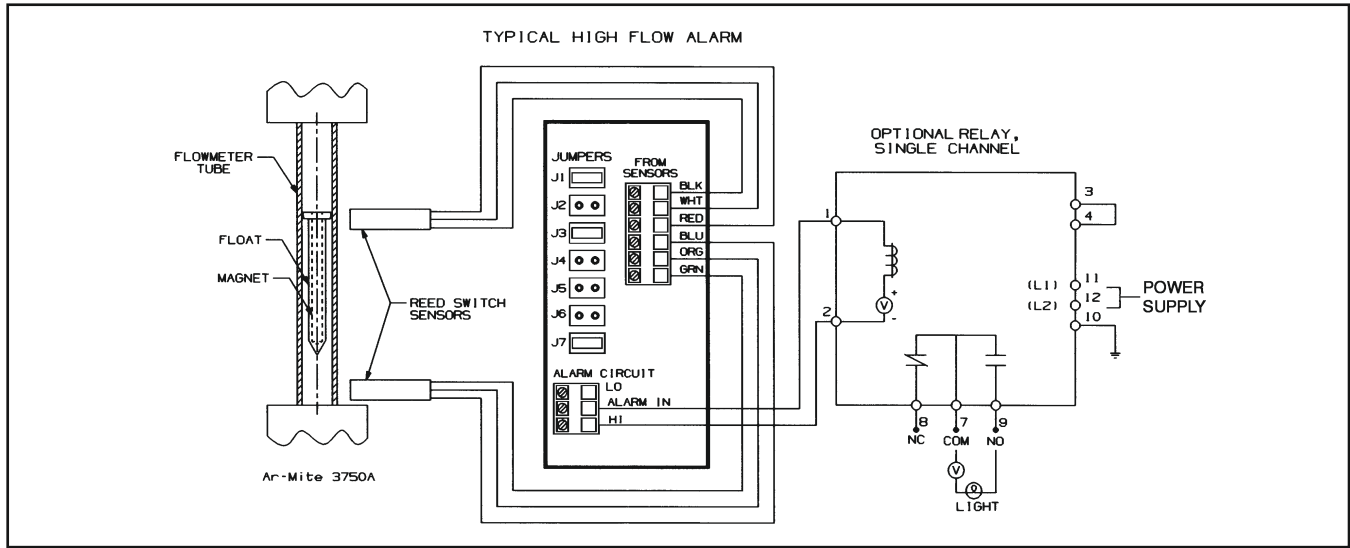 TYPICAL HIGH FLOW ALARM
FLOWMETER
TUBE
FLOAT
MAGNET
REED SWITCH
SENSORS
Ar-Mite 3750A
JUMPERS
J1
J2
J3
J4
J5
J6
J7
FROM
SENSORS
BLK
WHT
RED
BLU
ORG
GRN
ALARM CIRCUIT
LO
ALARM IN
HI
OPTIONAL RELAY,
SINGLE CHANNEL
1
2
V
+
-
3
4
(L1) 11
(L2) 12
10
POWER
SUPPLY
8
7
9
NC
COM
NO
V
LIGHT